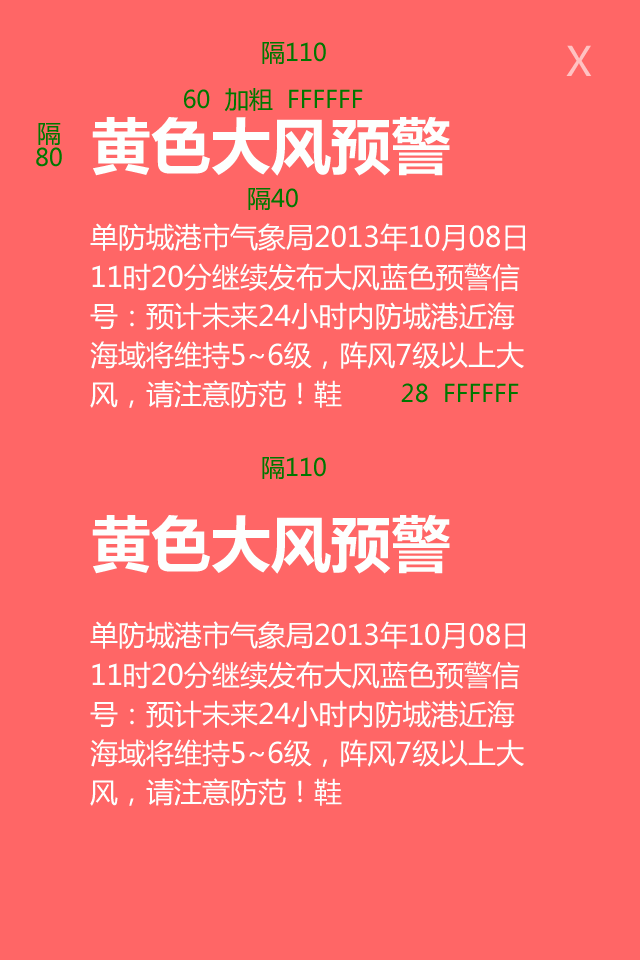 隔110
X
60 加粗 FFFFFF
隔
80
黄色大风预警
隔40
单防城港市气象局2013年10月08日
11时20分继续发布大风蓝色预警信
号：预计未来24小时内防城港近海
海域将维持5~6级，阵风7级以上大
风，请注意防范！鞋
28 FFFFFF
隔110
黄色大风预警
单防城港市气象局2013年10月08日
11时20分继续发布大风蓝色预警信
号：预计未来24小时内防城港近海
海域将维持5~6级，阵风7级以上大
风，请注意防范！鞋